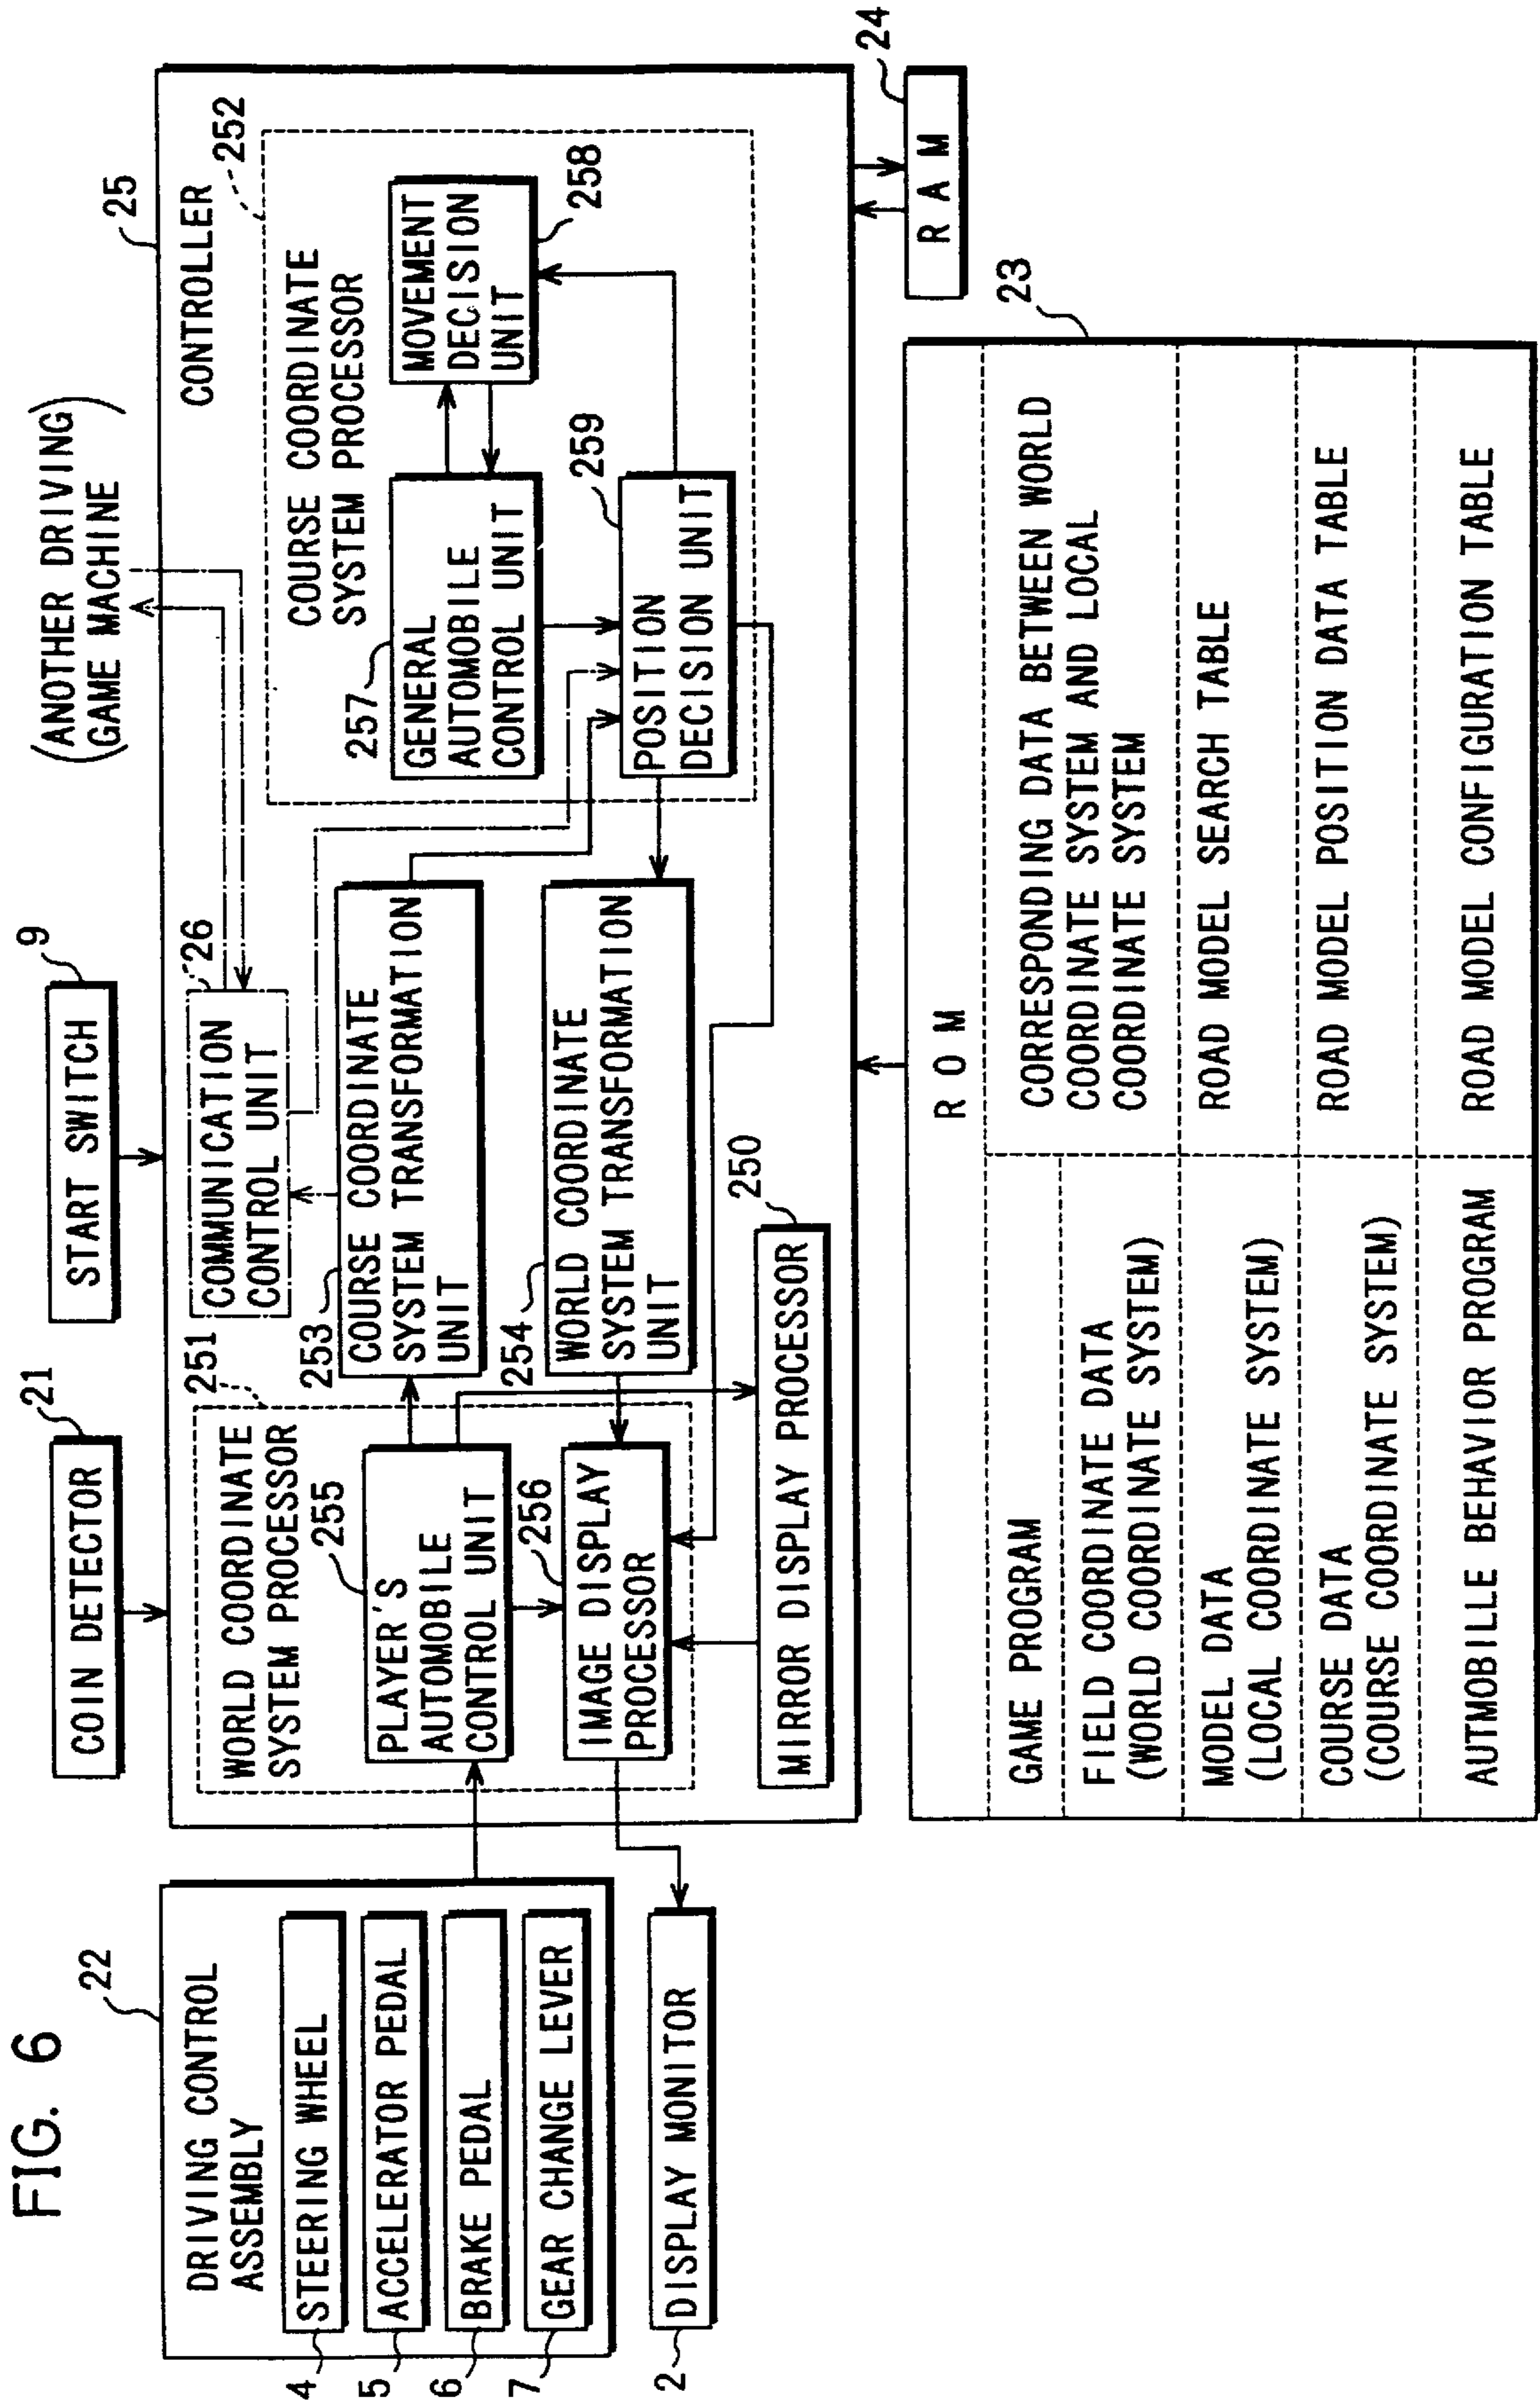 FIG. 6
22
DRIVING CONTROL
ASSEMBLY
4
STEERING WHEEL
5
ACCELERATOR PEDAL
6
BRAKE PEDAL
7
GEAR CHANGE LEVER
2
DISPLAY MONITOR
21
COIN DETECTOR
9
START SWITCH
(ANOTHER DRIVING
GAME MACHINE)
25
CONTROLLER
251
WORLD COORDINATE
SYSTEM PROCESSOR
255
PLAYER'S
AUTOMOBILE
CONTROL UNIT
256
IMAGE DISPLAY
PROCESSOR
26
COMMUNICATION
CONTROL UNIT
253
COURSE COORDINATE
SYSTEM TRANSFORMATION
UNIT
254
WORLD COORDINATE
SYSTEM TRANSFORMATION
UNIT
250
MIRROR DISPLAY PROCESSOR
252
COURSE COORDINATE
SYSTEM PROCESSOR
257
GENERAL
AUTOMOBILE
CONTROL UNIT
258
MOVEMENT
DECISION
UNIT
259
POSITION
DECISION UNIT
24
RAM
23
ROM
GAME PROGRAM
FIELD COORDINATE DATA
(WORLD COORDINATE SYSTEM)
CORRESPONDING DATA BETWEEN WORLD
COORDINATE SYSTEM AND LOCAL
COORDINATE SYSTEM
MODEL DATA
(LOCAL COORDINATE SYSTEM)
ROAD MODEL SEARCH TABLE
COURSE DATA
(COURSE COORDINATE SYSTEM)
ROAD MODEL POSITION DATA TABLE
AUTMOBILLE BEHAVIOR PROGRAM
ROAD MODEL CONFIGURATION TABLE